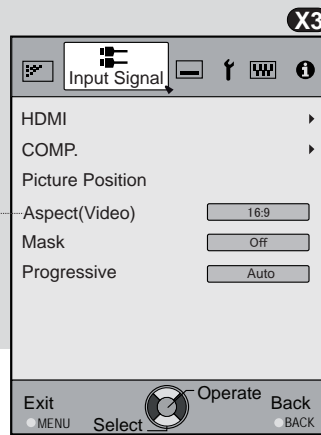 X3
Input Signal
HDMI
COMP.
Picture Position
Aspect(Video) 16:9
Mask Off
Progressive Auto
Exit Operate Back
MENU Select BACK